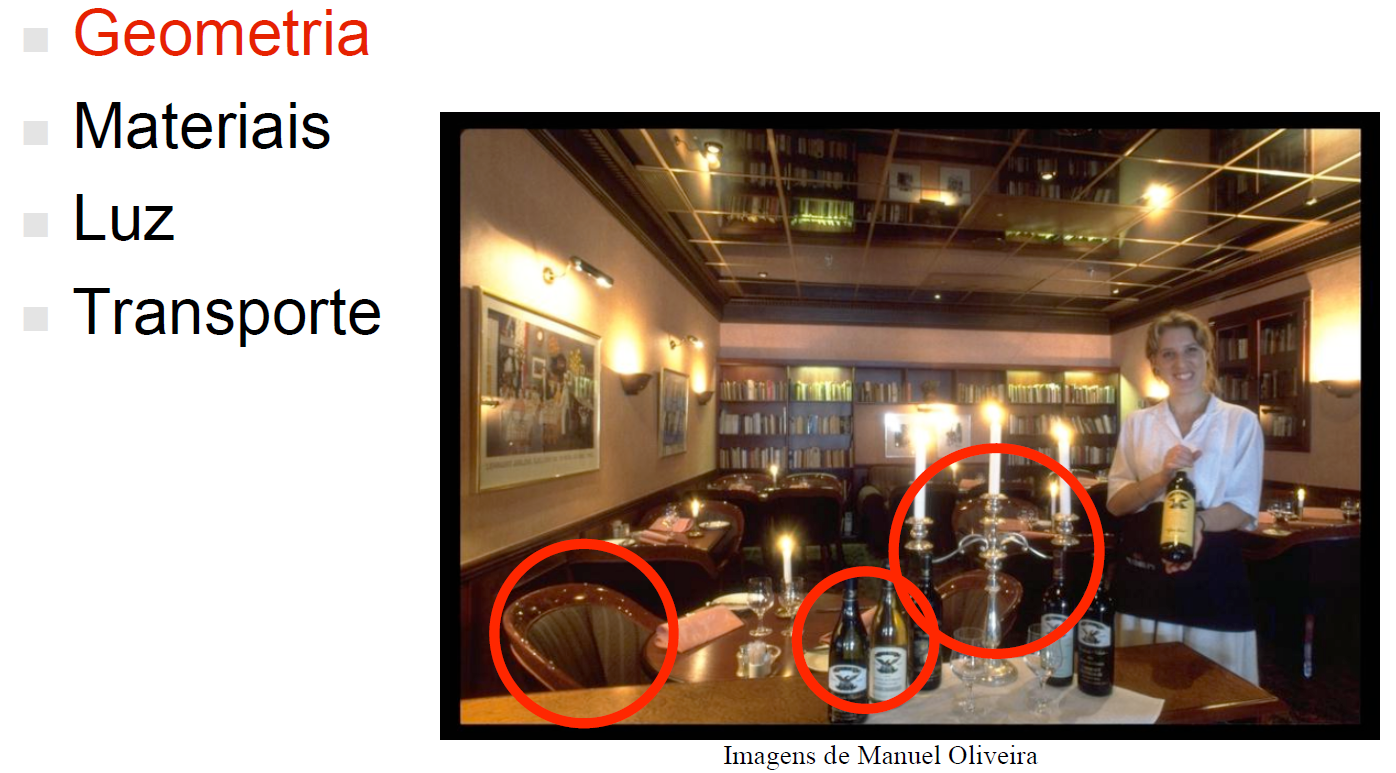 Geometria
Materiais
Luz
Transporte
Imagens de Manuel Oliveira